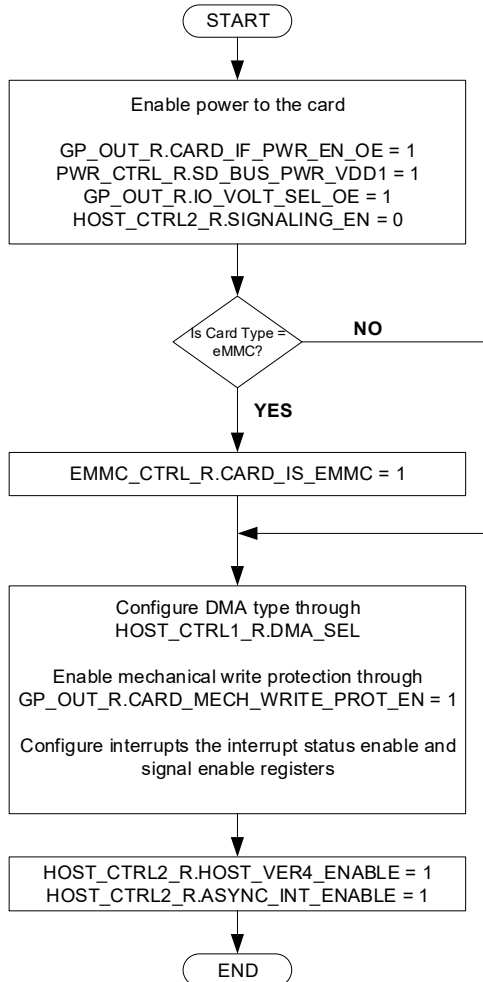 START
Enable power to the card
GP_OUT_R.CARD_IF_PWR_EN_OE = 1
PWR_CTRL_R.SD_BUS_PWR_VDD1 = 1
GP_OUT_R.IO_VOLT_SEL_OE = 1
HOST_CTRL2_R.SIGNALING_EN = 0
Is Card Type =
eMMC?
NO
YES
EMMC_CTRL_R.CARD_IS_EMMC = 1
Configure DMA type through
HOST_CTRL1_R.DMA_SEL
Enable mechanical write protection through
GP_OUT_R.CARD_MECH_WRITE_PROT_EN = 1
Configure interrupts the interrupt status enable and
signal enable registers
HOST_CTRL2_R.HOST_VER4_ENABLE = 1
HOST_CTRL2_R.ASYNC_INT_ENABLE = 1
END